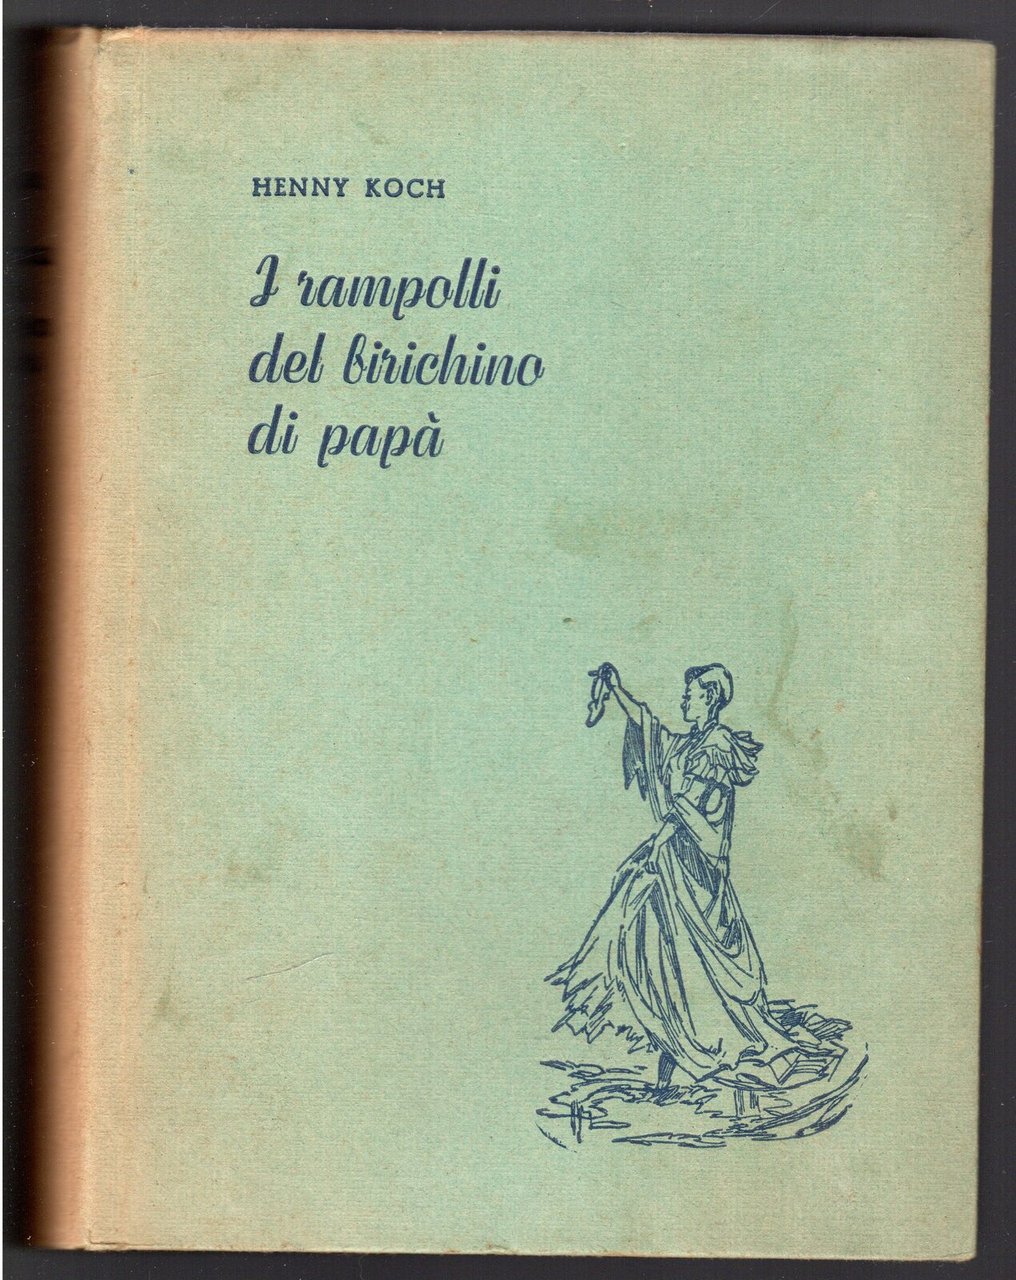 HENNY KOCH
I rampolli
del birichino
di papà